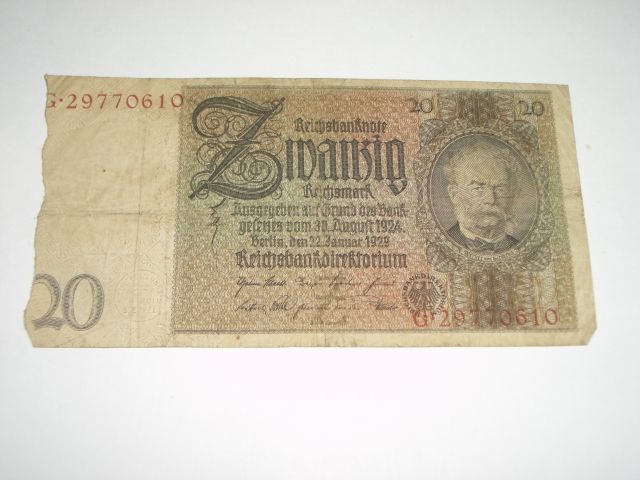 G·29770610
20 20
Reichsbanknote
Zwanzig
Reichsmark
Ausgegeben auf Grund des Bank-
gesetzes vom 30. August 1924
Berlin, den 22. Januar 1929
Reichsbankdirektorium
20
G·29770610